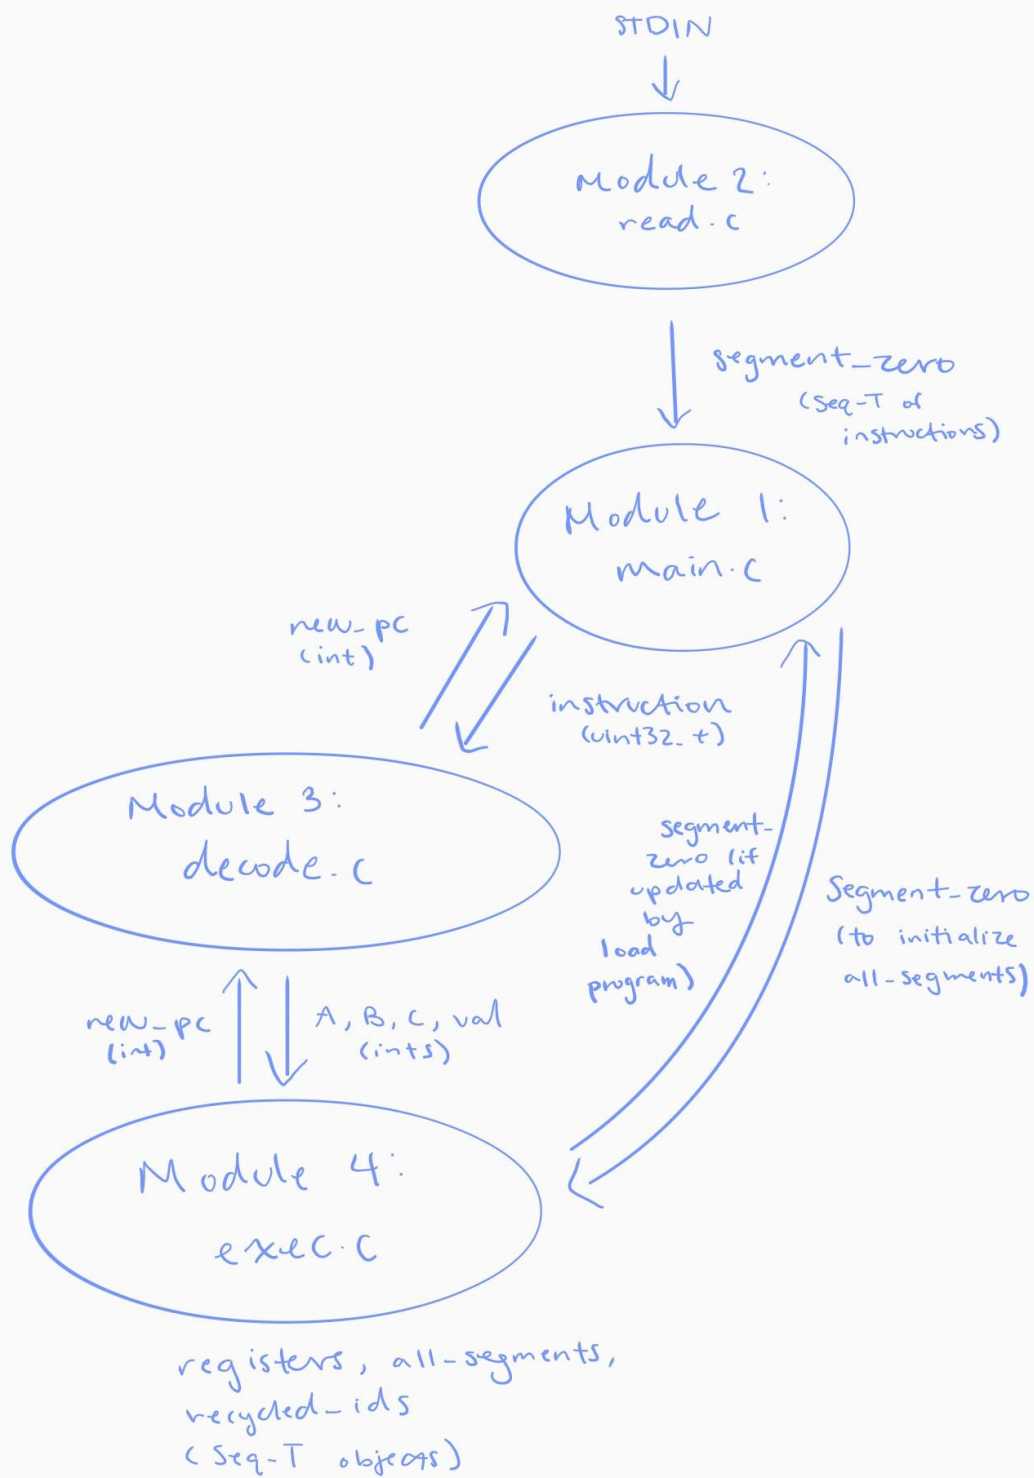 STDIN
Module 2:
read.c
segment_zero
(Seq-T of
instructions)
Module 1:
main.c
new_pc
(int)
instruction
(uint32_t)
Module 3:
decode.c
segment-
zero (if
updated
by
load
program)
Segment_zero
(to initialize
all-segments)
new_pc
(int)
A, B, C, val
(ints)
Module 4:
exec.c
registers, all-segments,
recycled_ids
(Seq-T objects)